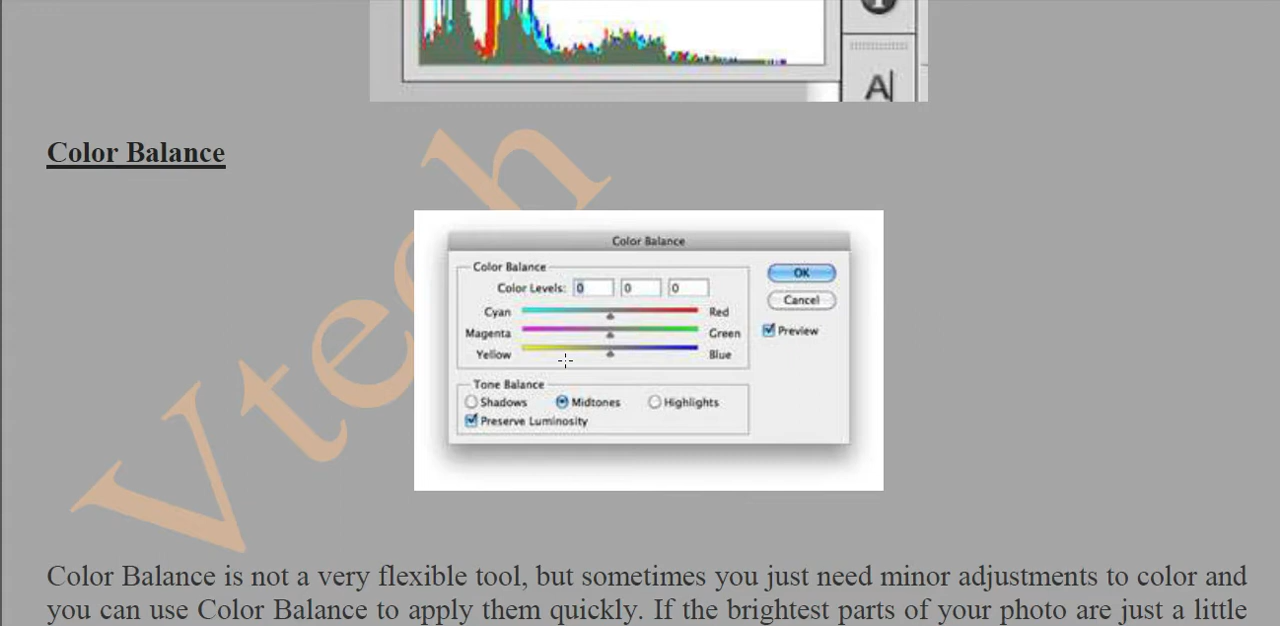 A
Color Balance
Vtech
Color Balance
Color Balance
Color Levels: 0 0 0
Cyan Red
Magenta Green
Yellow Blue
OK
Cancel
Preview
Tone Balance
Shadows Midtones Highlights
Preserve Luminosity
Color Balance is not a very flexible tool, but sometimes you just need minor adjustments to color and
you can use Color Balance to apply them quickly. If the brightest parts of your photo are just a little